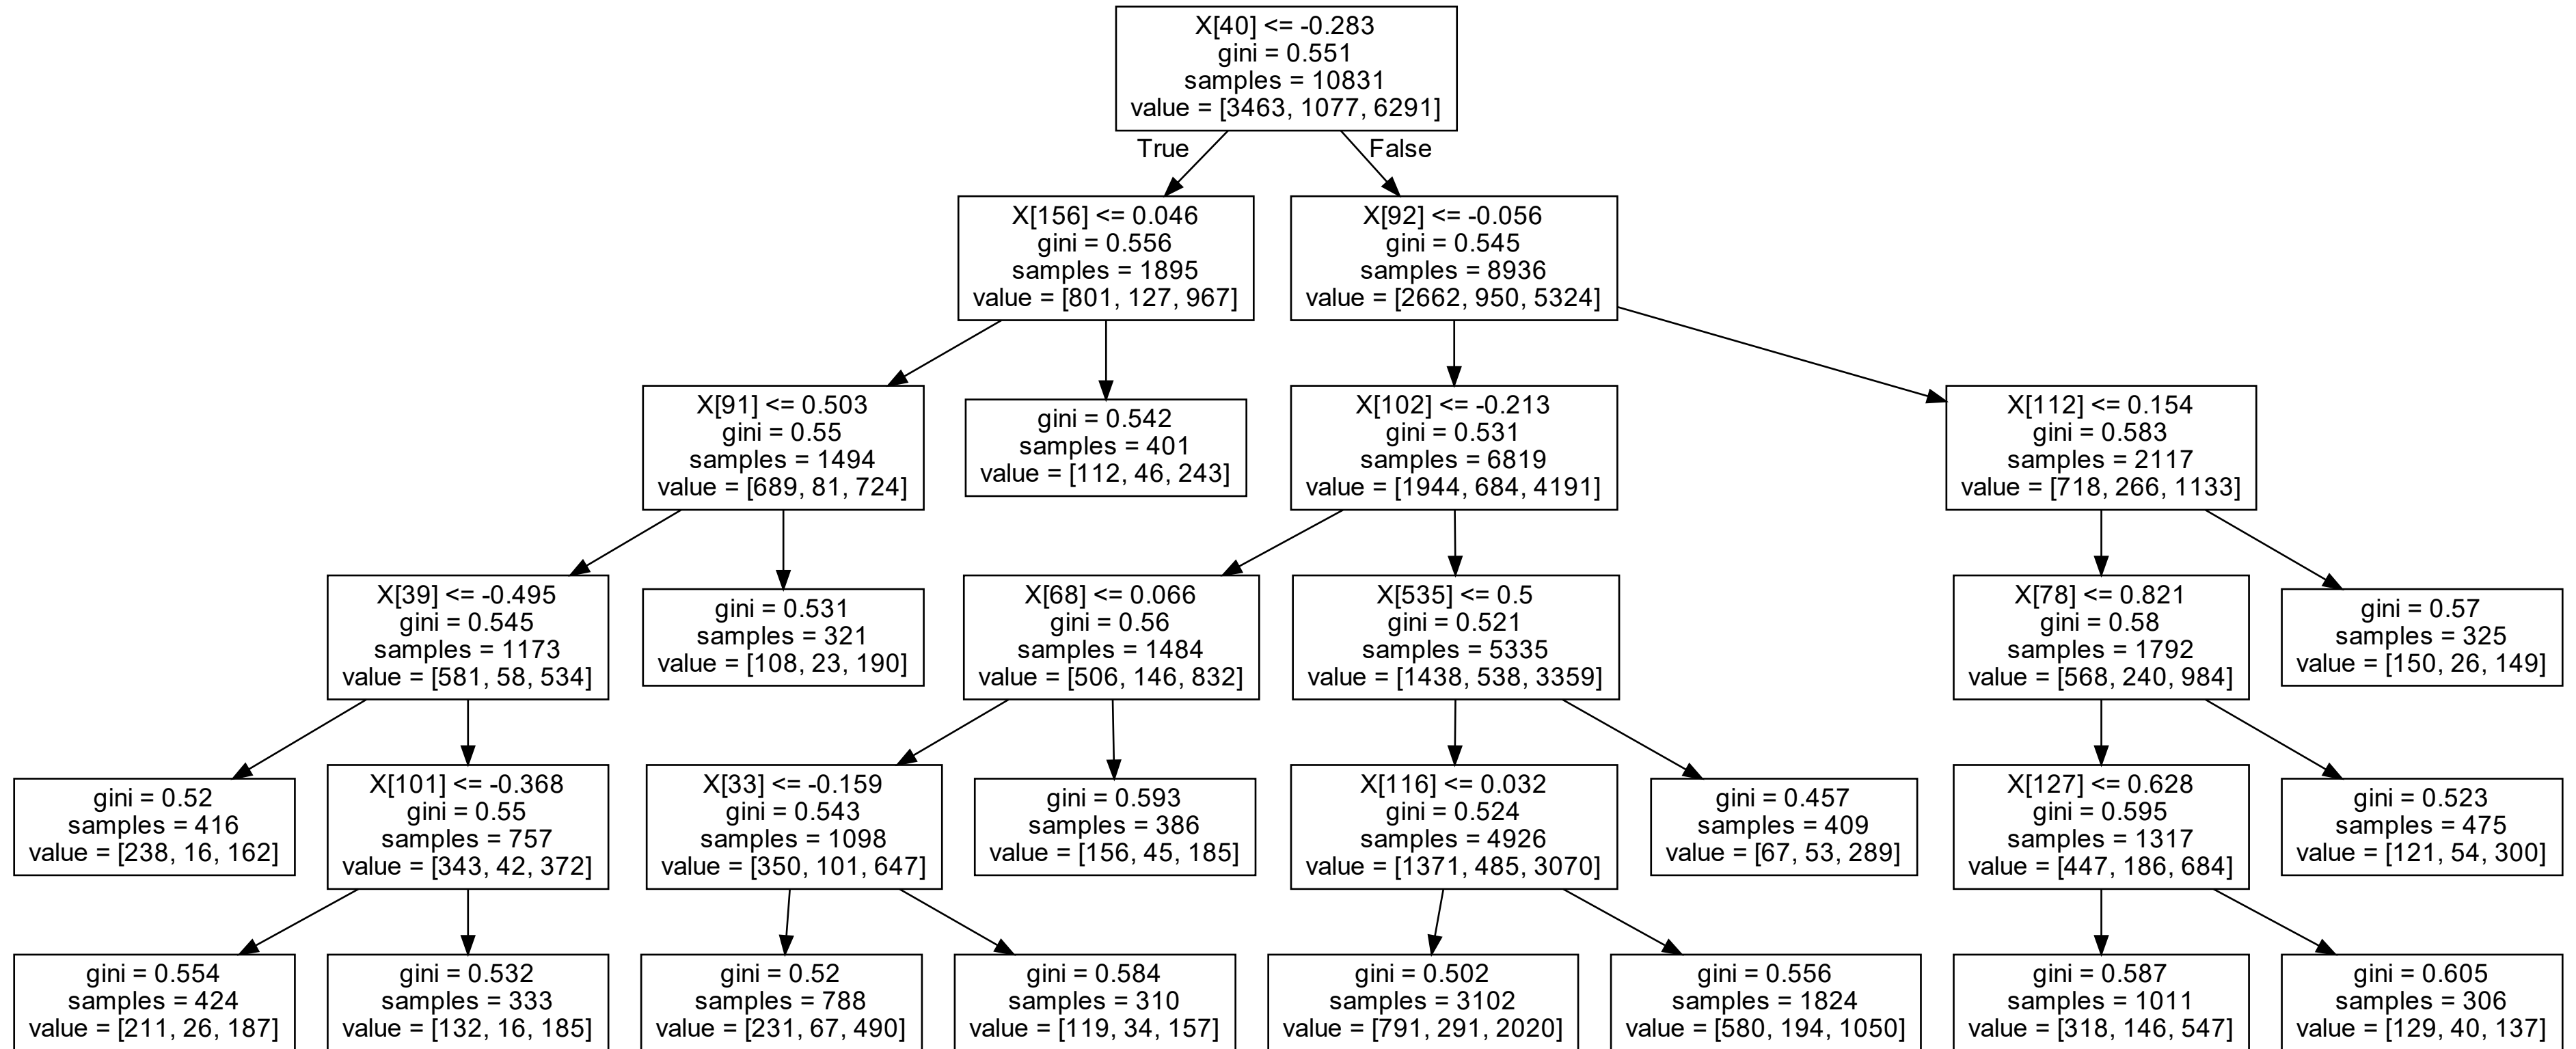 X[40] <= -0.283
gini = 0.551
samples = 10831
value = [3463, 1077, 6291]
True
False
X[156] <= 0.046
gini = 0.556
samples = 1895
value = [801, 127, 967]
X[92] <= -0.056
gini = 0.545
samples = 8936
value = [2662, 950, 5324]
X[91] <= 0.503
gini = 0.55
samples = 1494
value = [689, 81, 724]
gini = 0.542
samples = 401
value = [112, 46, 243]
X[102] <= -0.213
gini = 0.531
samples = 6819
value = [1944, 684, 4191]
X[112] <= 0.154
gini = 0.583
samples = 2117
value = [718, 266, 1133]
X[39] <= -0.495
gini = 0.545
samples = 1173
value = [581, 58, 534]
gini = 0.531
samples = 321
value = [108, 23, 190]
X[68] <= 0.066
gini = 0.56
samples = 1484
value = [506, 146, 832]
X[535] <= 0.5
gini = 0.521
samples = 5335
value = [1438, 538, 3359]
X[78] <= 0.821
gini = 0.58
samples = 1792
value = [568, 240, 984]
gini = 0.57
samples = 325
value = [150, 26, 149]
gini = 0.52
samples = 416
value = [238, 16, 162]
X[101] <= -0.368
gini = 0.55
samples = 757
value = [343, 42, 372]
X[33] <= -0.159
gini = 0.543
samples = 1098
value = [350, 101, 647]
gini = 0.593
samples = 386
value = [156, 45, 185]
X[116] <= 0.032
gini = 0.524
samples = 4926
value = [1371, 485, 3070]
gini = 0.457
samples = 409
value = [67, 53, 289]
X[127] <= 0.628
gini = 0.595
samples = 1317
value = [447, 186, 684]
gini = 0.523
samples = 475
value = [121, 54, 300]
gini = 0.554
samples = 424
value = [211, 26, 187]
gini = 0.532
samples = 333
value = [132, 16, 185]
gini = 0.52
samples = 788
value = [231, 67, 490]
gini = 0.584
samples = 310
value = [119, 34, 157]
gini = 0.502
samples = 3102
value = [791, 291, 2020]
gini = 0.556
samples = 1824
value = [580, 194, 1050]
gini = 0.587
samples = 1011
value = [318, 146, 547]
gini = 0.605
samples = 306
value = [129, 40, 137]